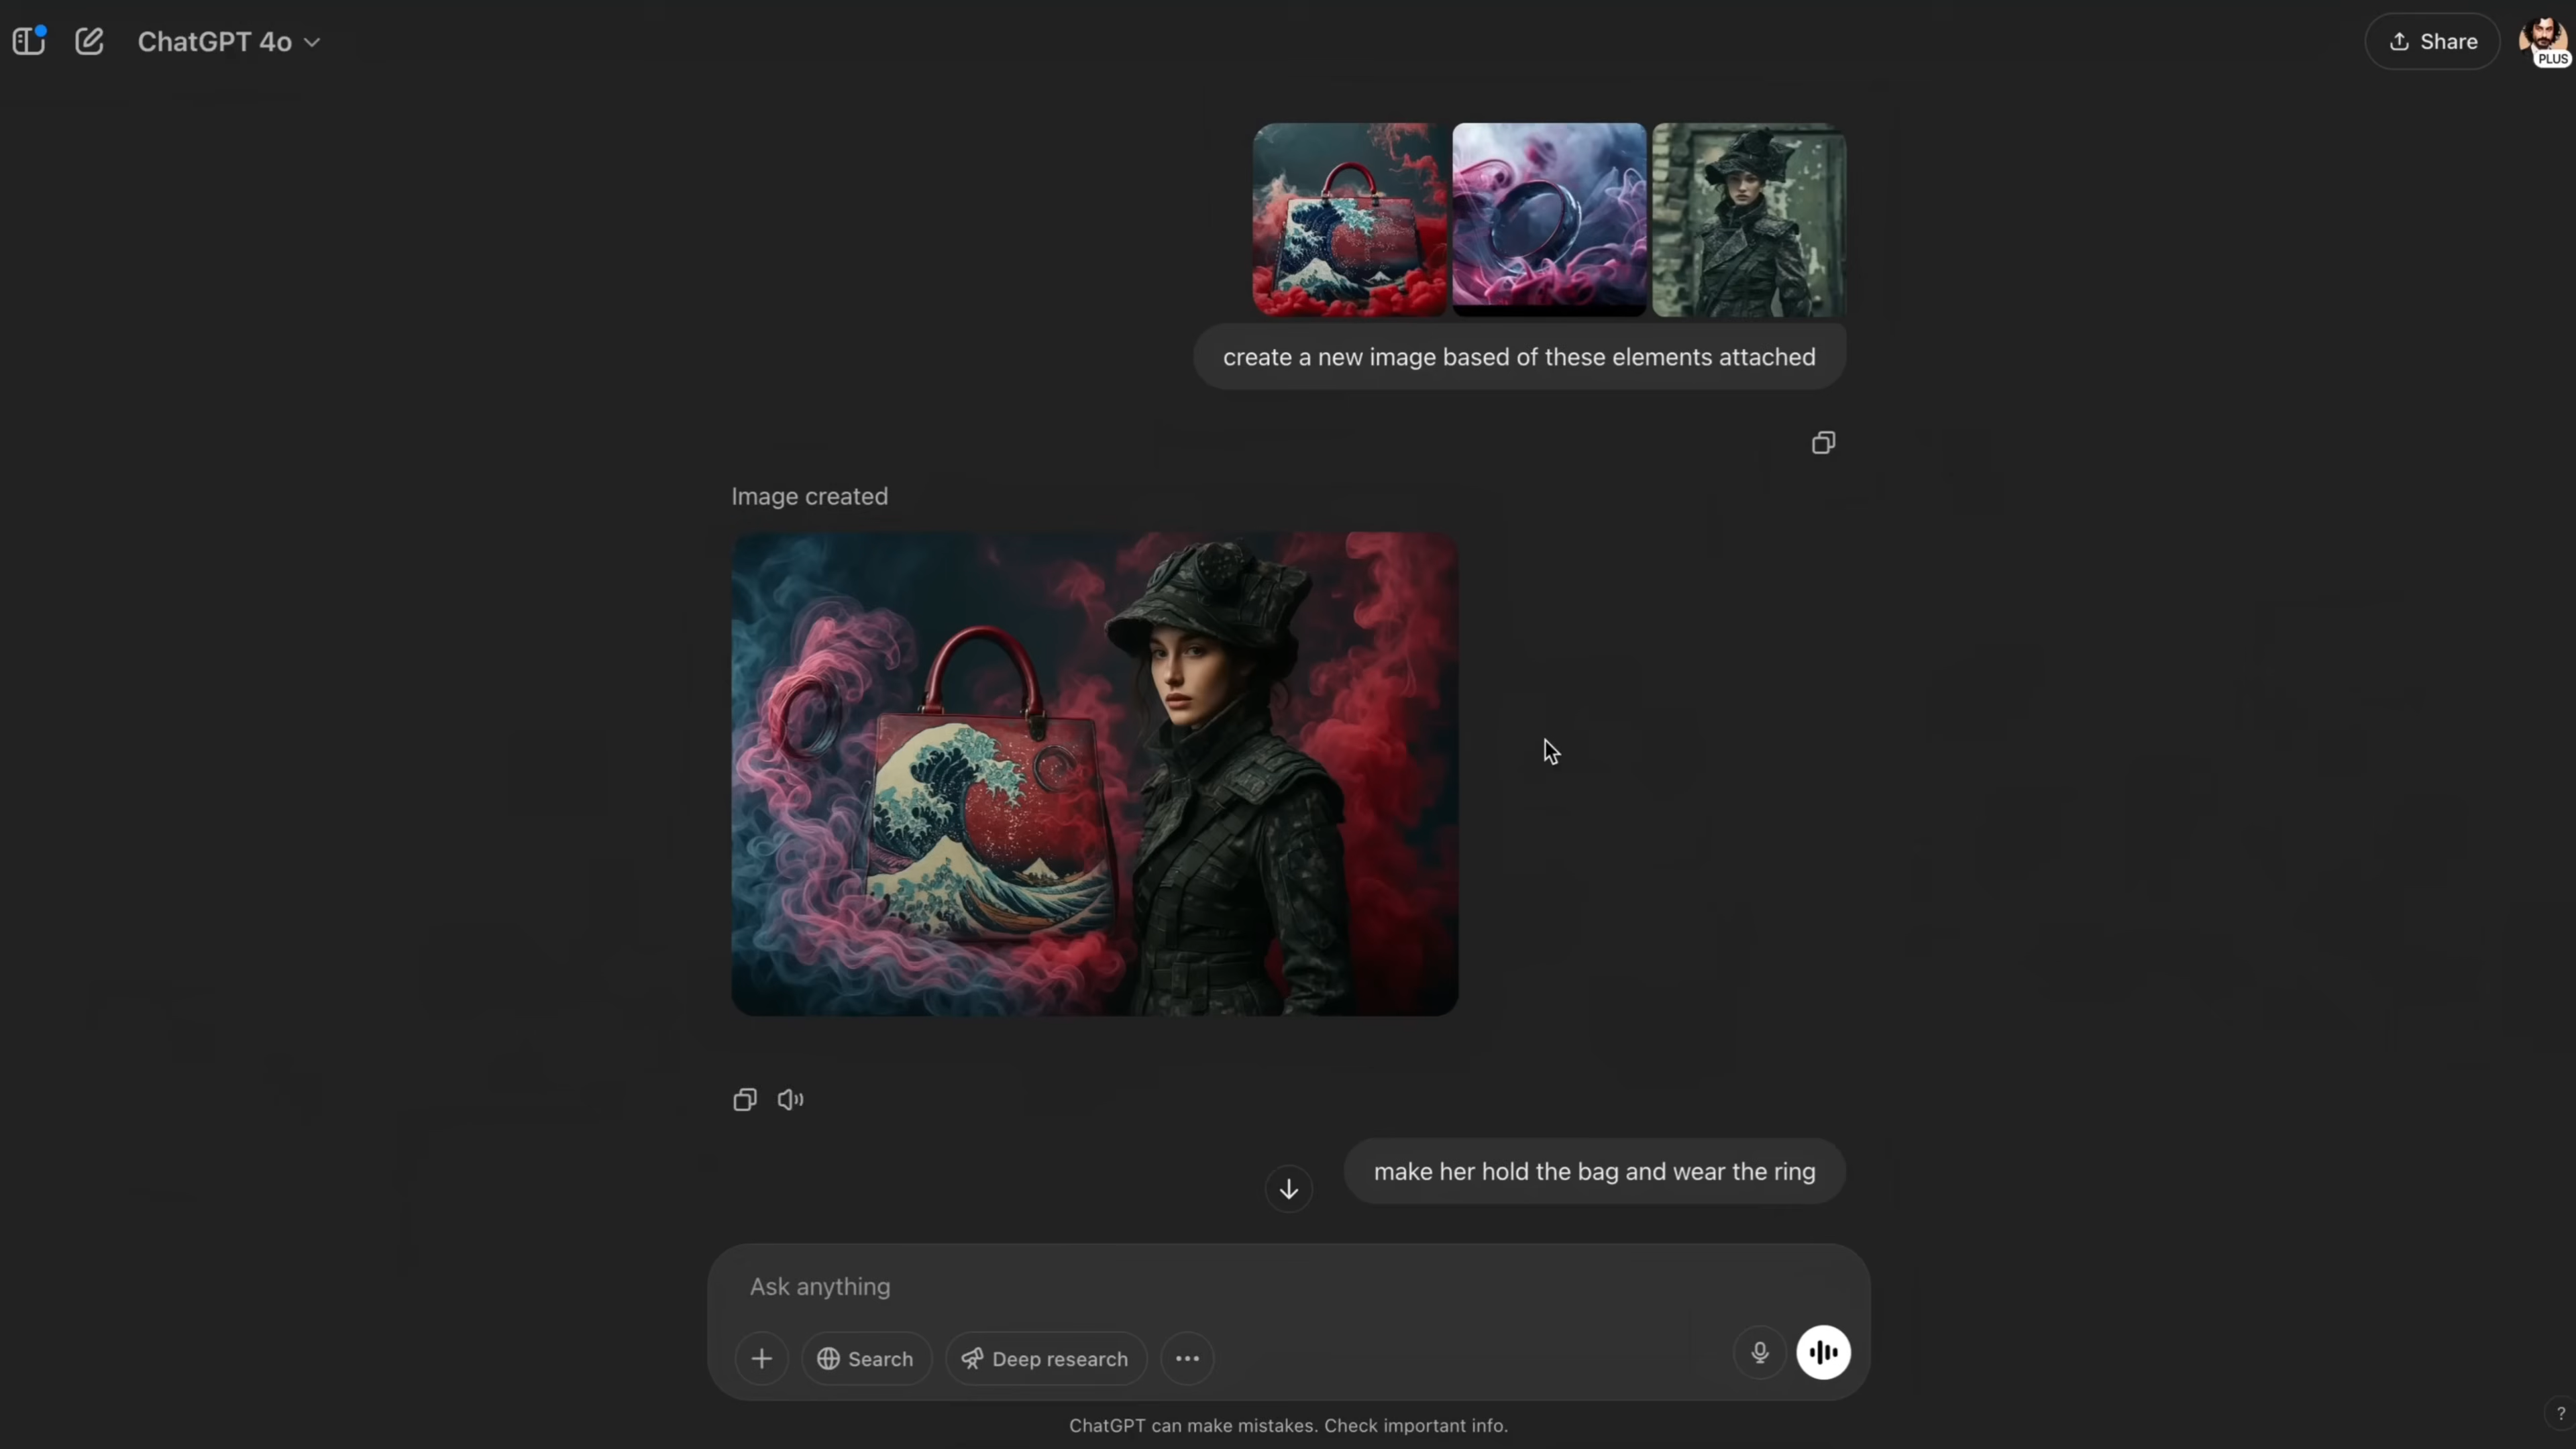 ChatGPT 4o
Share
PLUS
create a new image based of these elements attached
Image created
make her hold the bag and wear the ring
Ask anything
Search
Deep research
ChatGPT can make mistakes. Check important info.
?